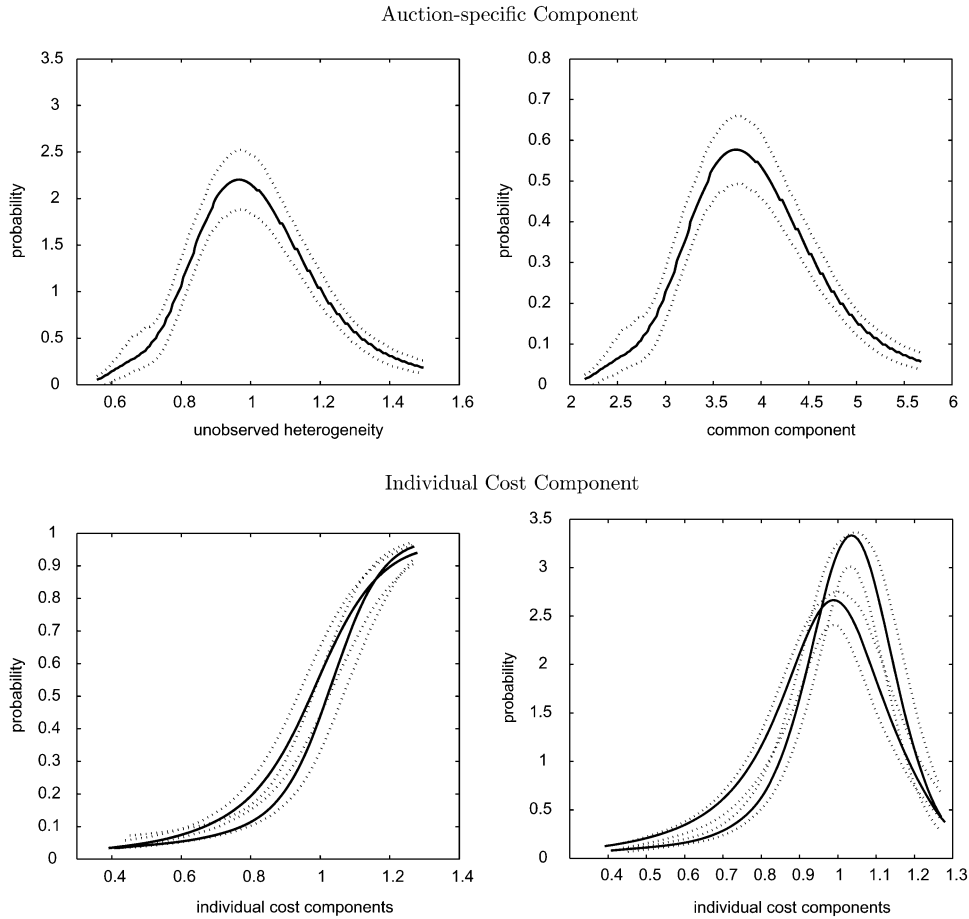 Auction-specific Component
3.5
3
2.5
2
1.5
1
0.5
0
0.6 0.8 1 1.2 1.4 1.6
probability
unobserved heterogeneity
0.8
0.7
0.6
0.5
0.4
0.3
0.2
0.1
0
2 2.5 3 3.5 4 4.5 5 5.5 6
probability
common component
Individual Cost Component
1
0.9
0.8
0.7
0.6
0.5
0.4
0.3
0.2
0.1
0
0.4 0.6 0.8 1 1.2 1.4
probability
individual cost components
3.5
3
2.5
2
1.5
1
0.5
0
0.4 0.5 0.6 0.7 0.8 0.9 1 1.1 1.2 1.3
probability
individual cost components